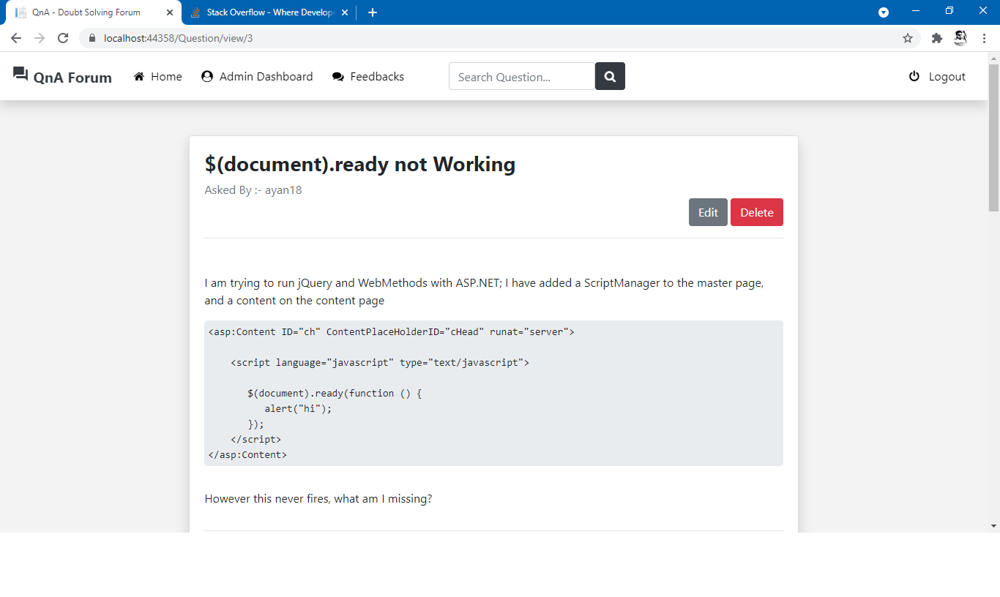 QnA - Doubt Solving Forum
Stack Overflow - Where Develop
localhost:44358/Question/view/3
QnA Forum Home Admin Dashboard Feedbacks Search Question... Logout
$(document).ready not Working
Asked By :- ayan18
Edit Delete
I am trying to run jQuery and WebMethods with ASP.NET; I have added a ScriptManager to the master page,
and a content on the content page
<asp:Content ID="ch" ContentPlaceHolderID="cHead" runat="server">
<script language="javascript" type="text/javascript">
$(document).ready(function () {
alert("hi");
});
</script>
</asp:Content>
However this never fires, what am I missing?